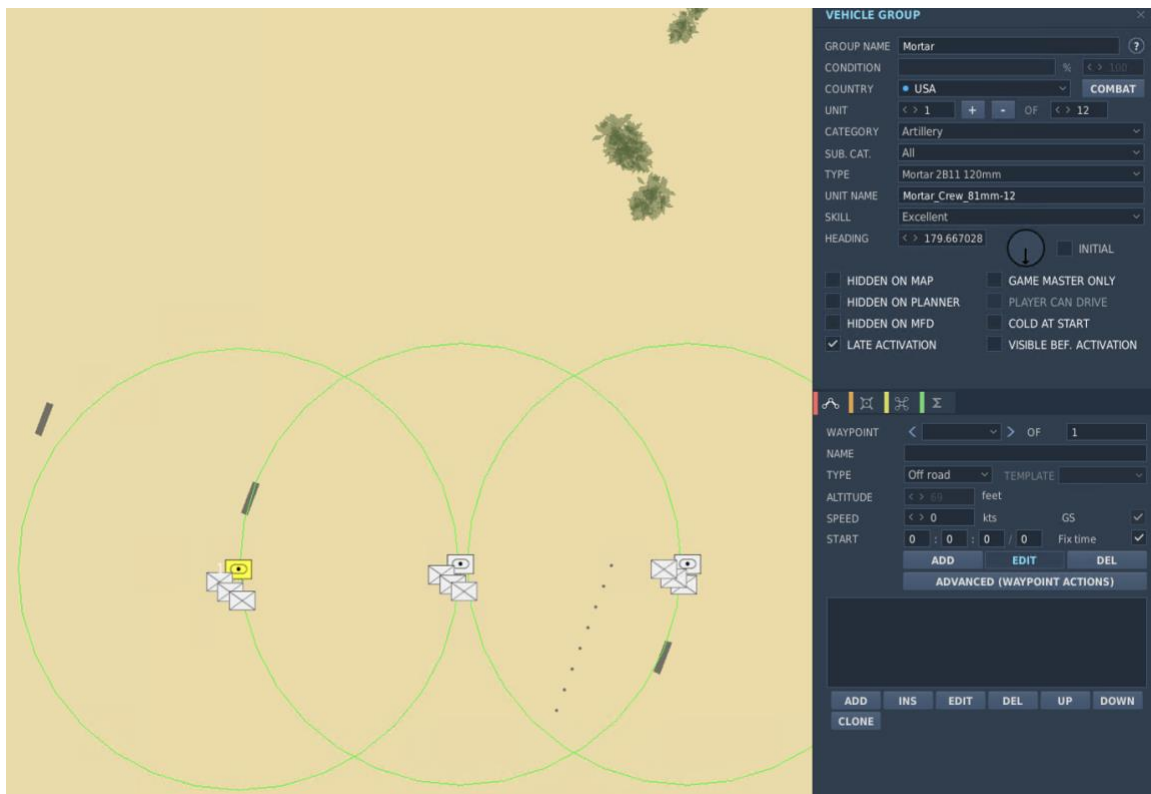 VEHICLE GROUP
GROUP NAME Mortar ?
CONDITION % < > 100
COUNTRY USA COMBAT
UNIT < > 1 + - OF < > 12
CATEGORY Artillery
SUB. CAT. All
TYPE Mortar 2B11 120mm
UNIT NAME Mortar_Crew_81mm-12
SKILL Excellent
HEADING < > 179.667028 INITIAL
HIDDEN ON MAP GAME MASTER ONLY
HIDDEN ON PLANNER PLAYER CAN DRIVE
HIDDEN ON MFD COLD AT START
LATE ACTIVATION VISIBLE BEF. ACTIVATION
WAYPOINT < > OF 1
NAME
TYPE Off road TEMPLATE
ALTITUDE < > 69 feet
SPEED < > 0 kts GS
START 0 : 0 : 0 / 0 Fix time
ADD EDIT DEL
ADVANCED (WAYPOINT ACTIONS)
ADD INS EDIT DEL UP DOWN
CLONE